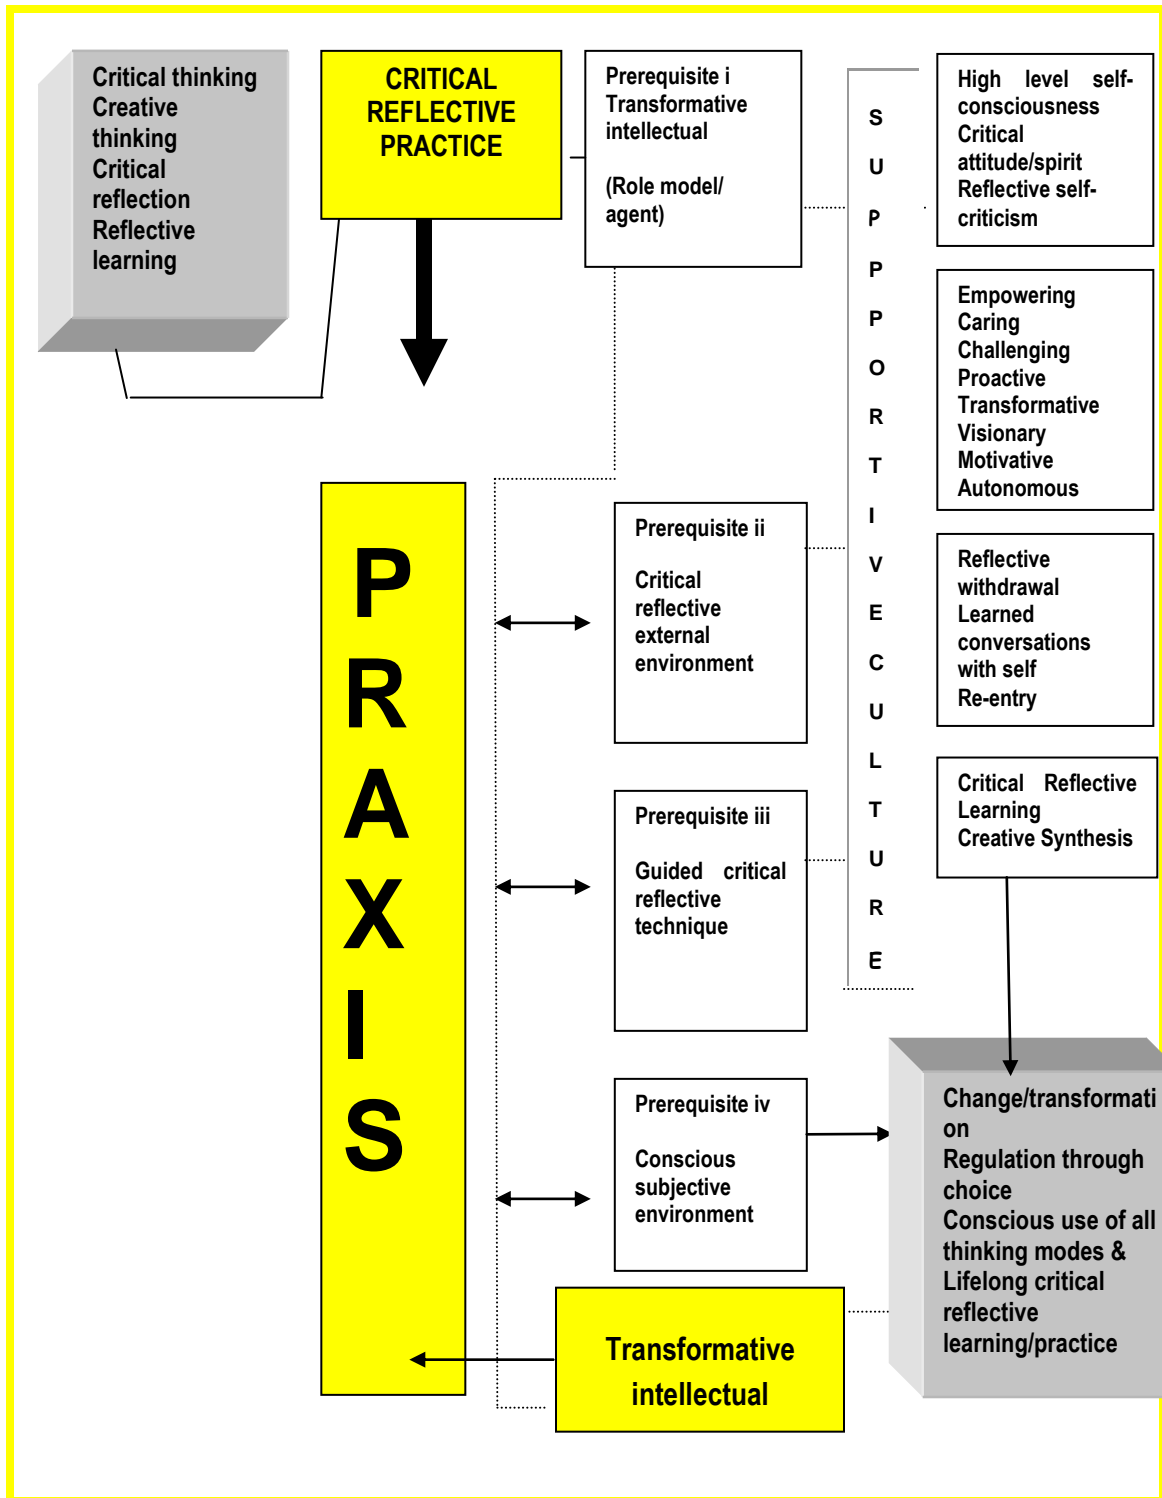 Critical thinking
Creative
thinking
Critical
reflection
Reflective
learning
CRITICAL
REFLECTIVE
PRACTICE
Prerequisite i
Transformative
intellectual
(Role model/
agent)
S
U
P
P
P
O
R
T
I
V
E
C
U
L
T
U
R
E
High level self-
consciousness
Critical
attitude/spirit
Reflective self-
criticism
Empowering
Caring
Challenging
Proactive
Transformative
Visionary
Motivative
Autonomous
P
R
A
X
I
S
Prerequisite ii
Critical
reflective
external
environment
Reflective
withdrawal
Learned
conversations
with self
Re-entry
Prerequisite iii
Guided critical
reflective
technique
Critical Reflective
Learning
Creative Synthesis
Prerequisite iv
Conscious
subjective
environment
Change/transformati
on
Regulation through
choice
Conscious use of all
thinking modes &
Lifelong critical
reflective
learning/practice
Transformative
intellectual